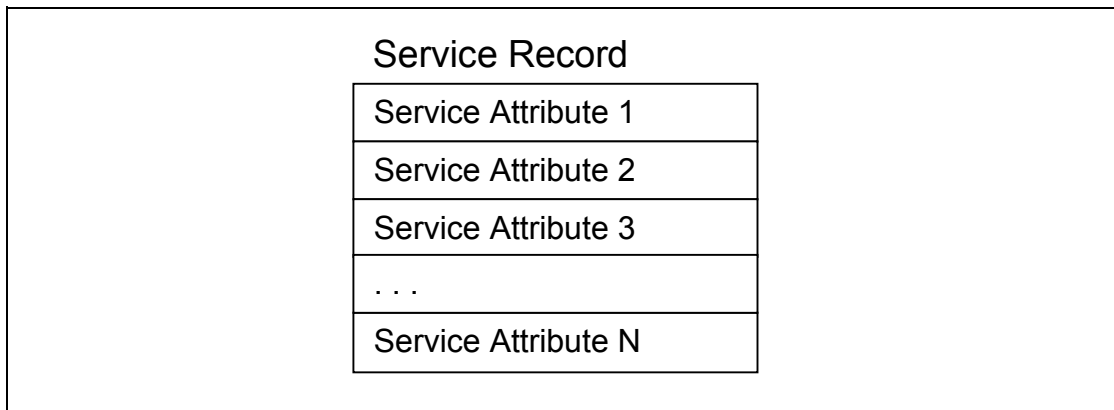 Service Record
Service Attribute 1
Service Attribute 2
Service Attribute 3
. . .
Service Attribute N